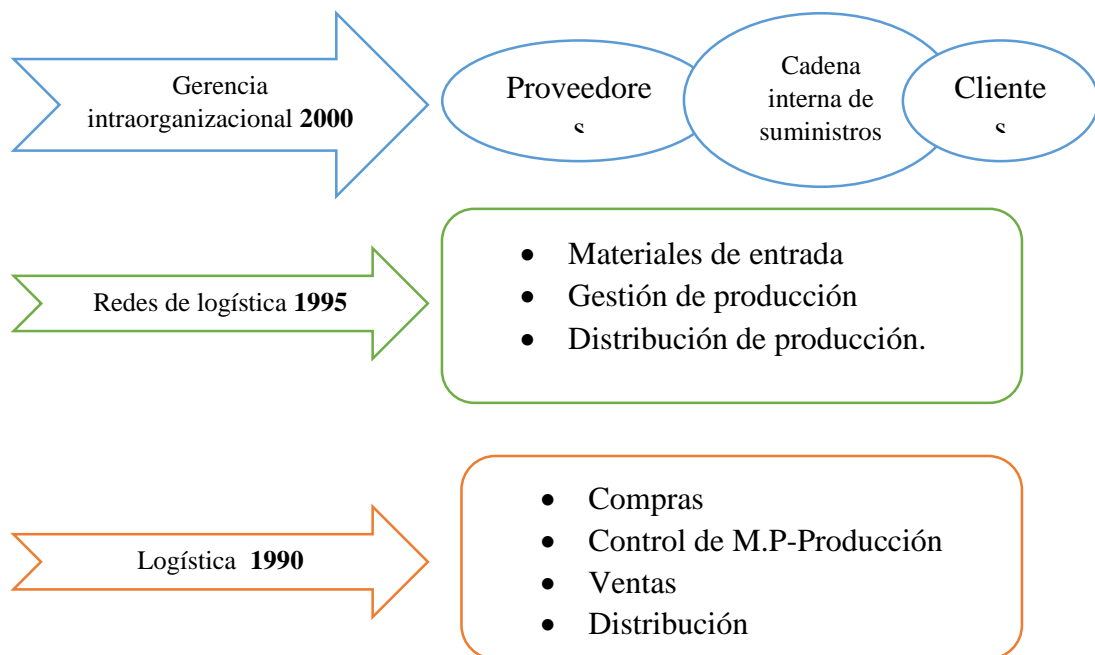 Gerencia
intraorganizacional 2000
Proveedore
s
Cadena
interna de
suministros
Cliente
s
Redes de logística 1995
• Materiales de entrada
• Gestión de producción
• Distribución de producción.
Logística 1990
• Compras
• Control de M.P-Producción
• Ventas
• Distribución